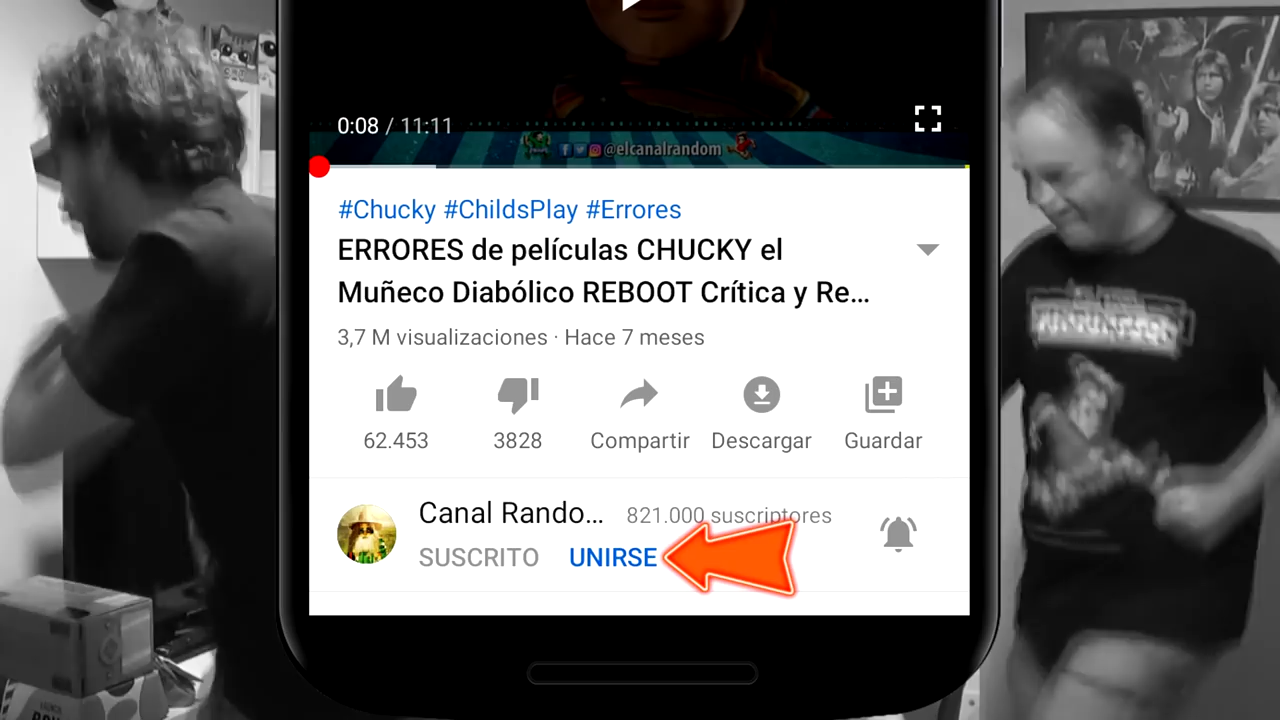 0:08 / 11:11
@elcanalrandom
#Chucky #ChildsPlay #Errores
ERRORES de películas CHUCKY el
Muñeco Diabólico REBOOT Crítica y Re...
3,7 M visualizaciones · Hace 7 meses
62.453 3828 Compartir Descargar Guardar
Canal Rando... 821.000 suscriptores
SUSCRITO UNIRSE